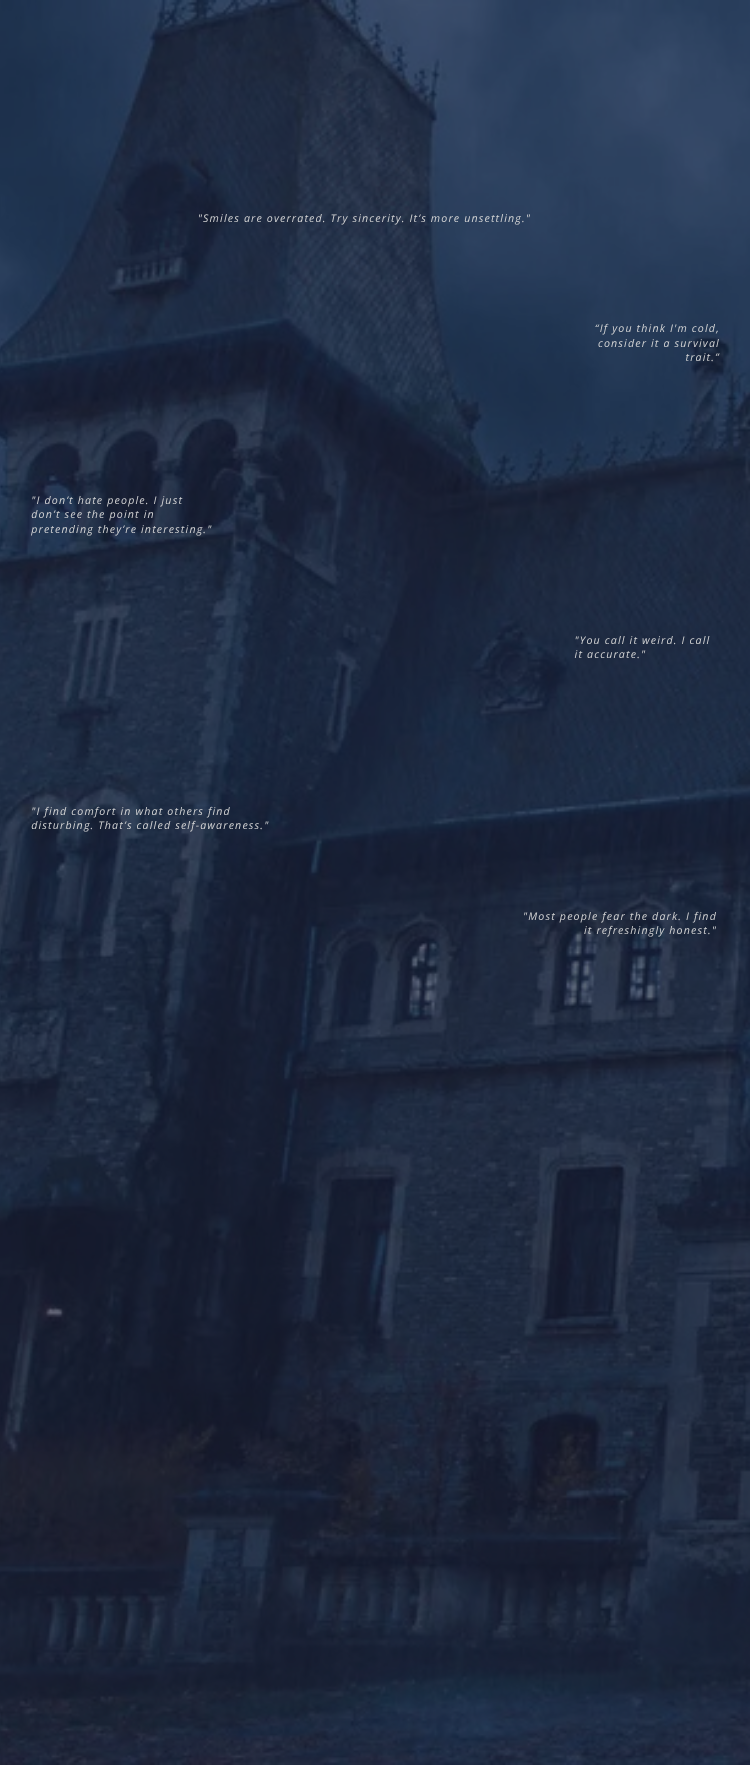 "Smiles are overrated. Try sincerity. It's more unsettling."
"If you think I'm cold,
consider it a survival
trait."
"I don't hate people. I just
don't see the point in
pretending they're interesting."
"You call it weird. I call
it accurate."
"I find comfort in what others find
disturbing. That's called self-awareness."
"Most people fear the dark. I find
it refreshingly honest."